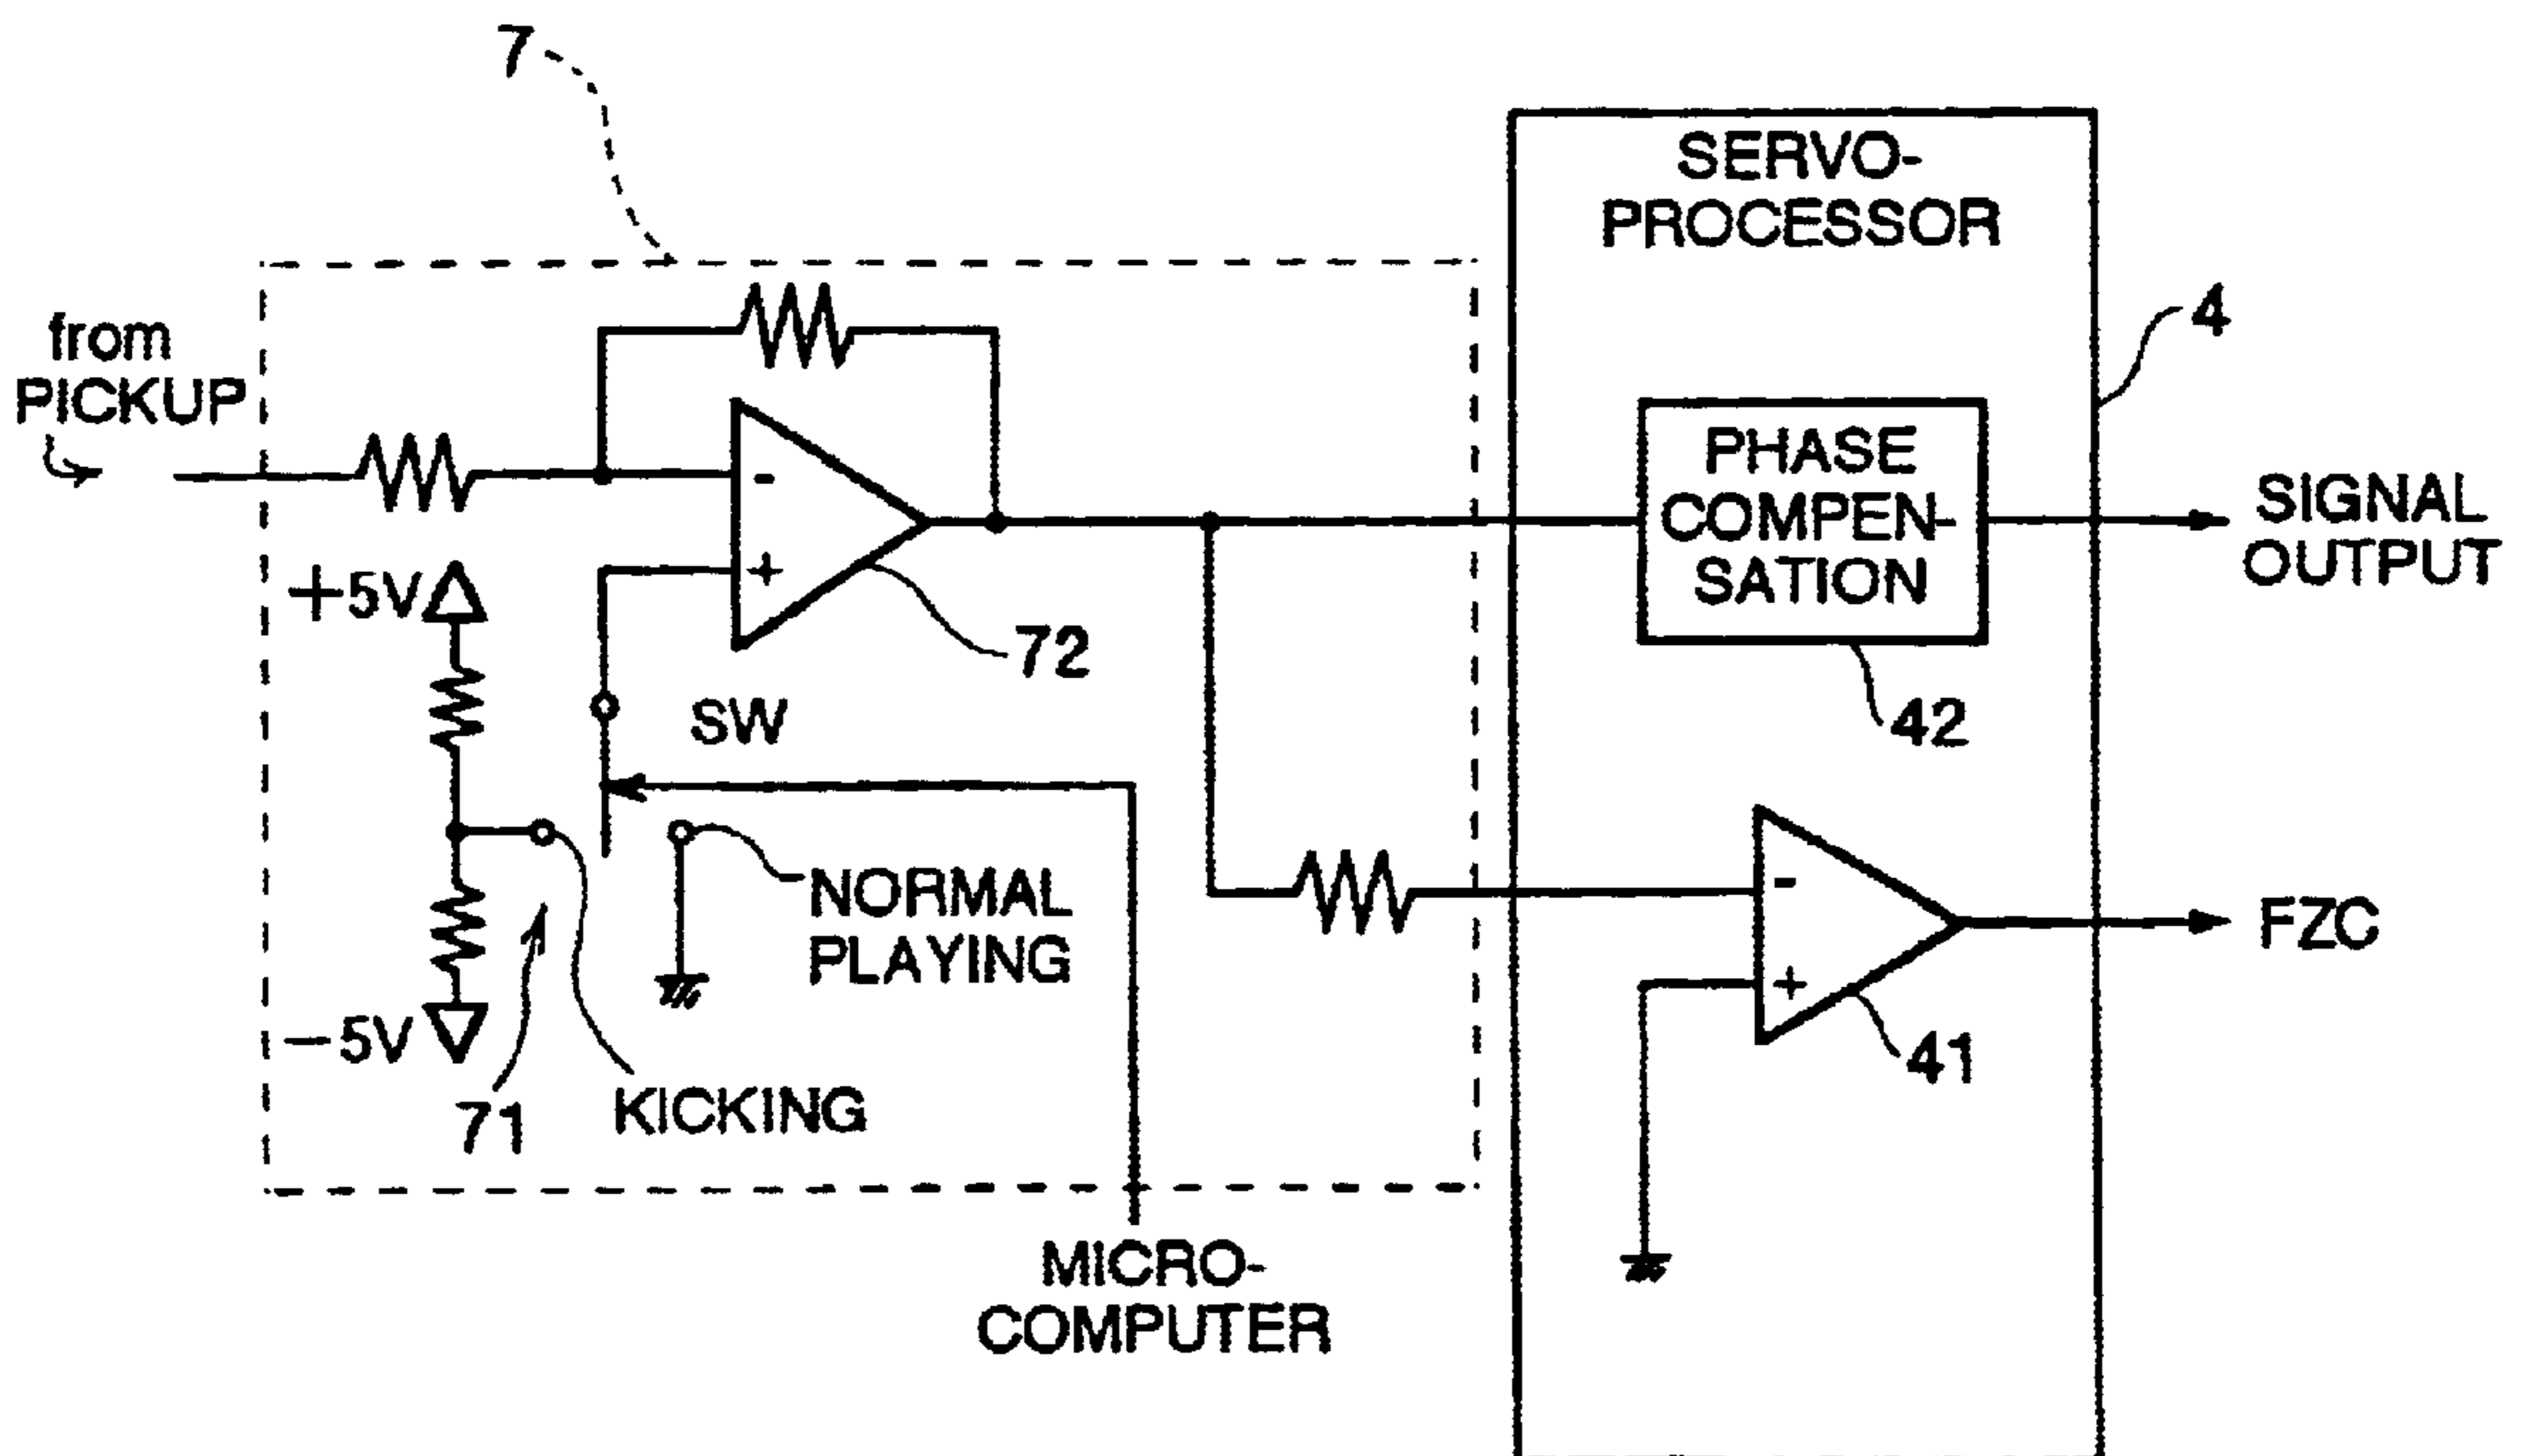 7
SERVO-
PROCESSOR
4
from
PICKUP
-
+
72
+5V
PHASE
COMPEN-
SATION
42
SIGNAL
OUTPUT
SW
NORMAL
PLAYING
-
+
41
FZC
-5V
71
KICKING
MICRO-
COMPUTER